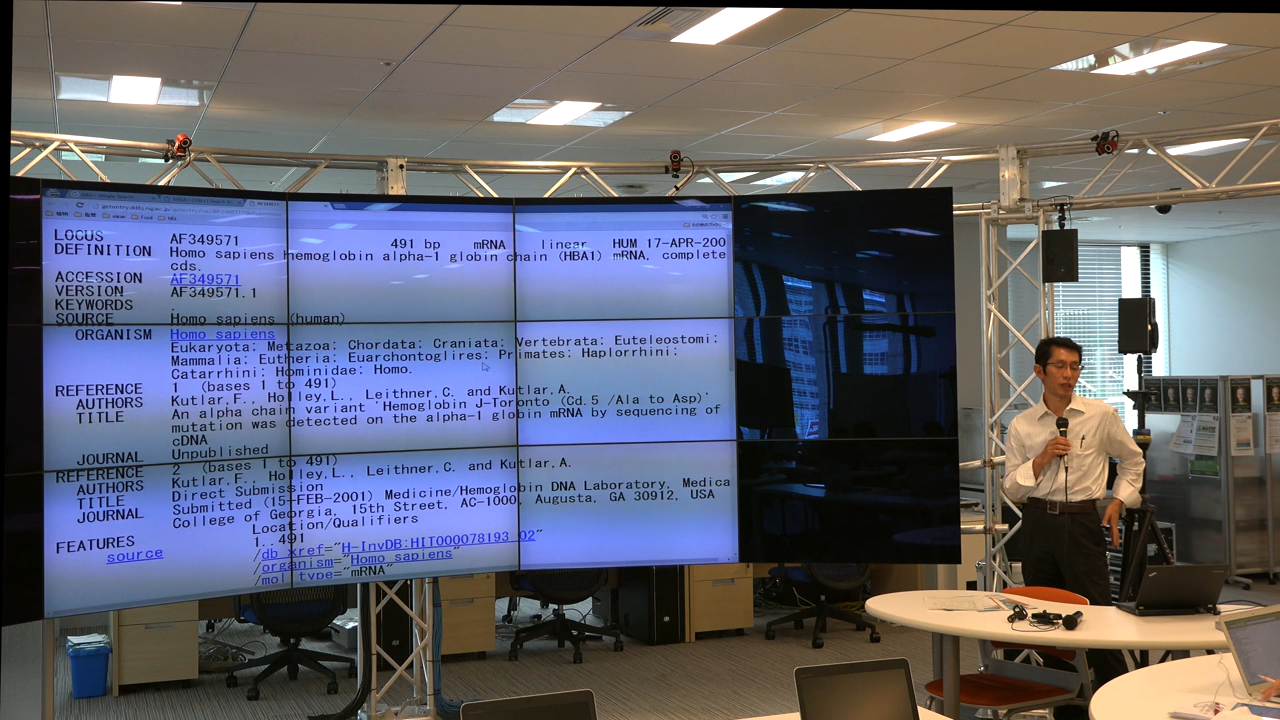 LOCUS AF349571 491 bp mRNA linear HUM 17-APR-200
DEFINITION Homo sapiens hemoglobin alpha-1 globin chain (HBA1) mRNA, complete
cds.
ACCESSION AF349571
VERSION AF349571.1
KEYWORDS .
SOURCE Homo sapiens (human)
ORGANISM Homo sapiens
Eukaryota; Metazoa; Chordata; Craniata; Vertebrata; Euteleostomi;
Mammalia; Eutheria; Euarchontoglires; Primates; Haplorrhini;
Catarrhini; Hominidae; Homo.
REFERENCE 1 (bases 1 to 491)
AUTHORS Kutlar,F., Holley,L., Leithner,C. and Kutlar,A.
TITLE An alpha chain variant 'Hemoglobin J-Toronto (Cd 5 /Ala to Asp)'
mutation was detected on the alpha-1 globin mRNA by sequencing of
cDNA
JOURNAL Unpublished
REFERENCE 2 (bases 1 to 491)
AUTHORS Kutlar,F., Holley,L., Leithner,C. and Kutlar,A.
TITLE Direct Submission
JOURNAL Submitted (15-FEB-2001) Medicine/Hemoglobin DNA Laboratory, Medica
College of Georgia, 15th Street, AC-1000, Augusta, GA 30912, USA
FEATURES Location/Qualifiers
source 1..491
/db_xref="H-InvDB:HIT000078193_02"
/organism="Homo sapiens"
/mol_type="mRNA"